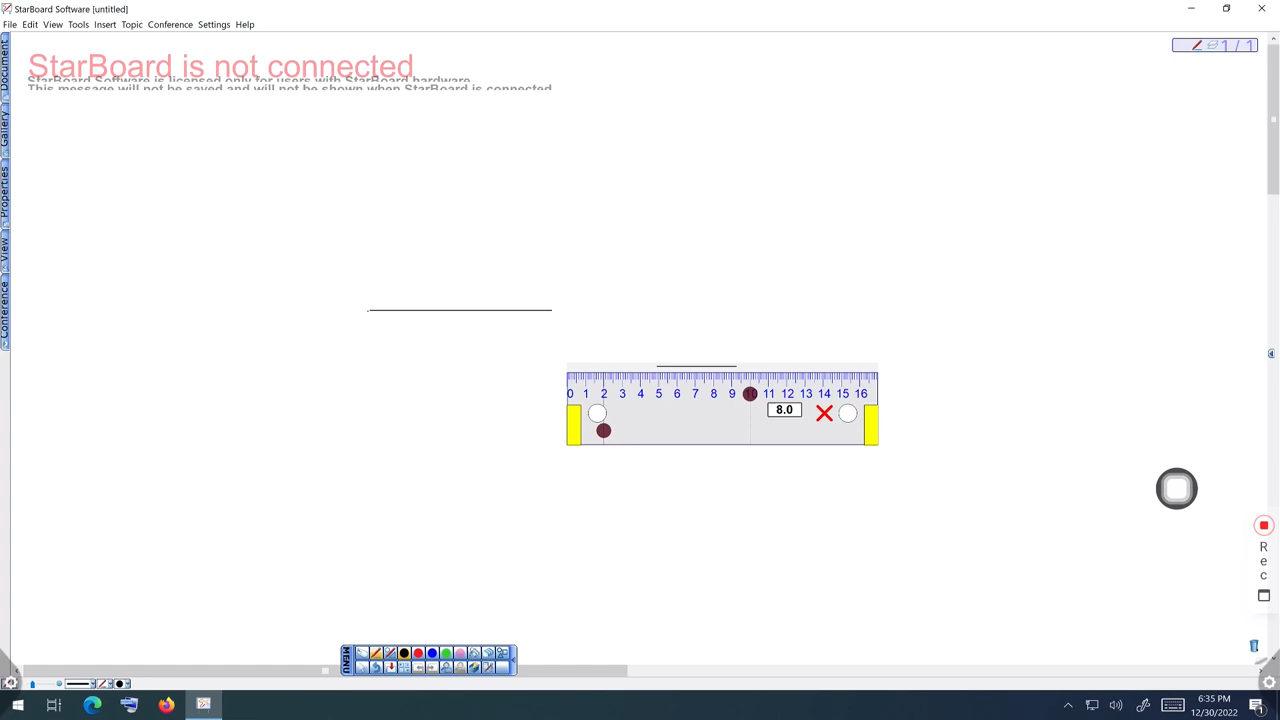 StarBoard Software [untitled]
File Edit View Tools Insert Topic Conference Settings Help
StarBoard is not connected
StarBoard Software is licensed only for users with StarBoard hardware.
This message will not be saved and will not be shown when StarBoard is connected
1 / 1
Document
Gallery
Properties
View
Conference
0 1 2 3 4 5 6 7 8 9 10 11 12 13 14 15 16
8.0
Rec
MENU
6:35 PM
12/30/2022
1